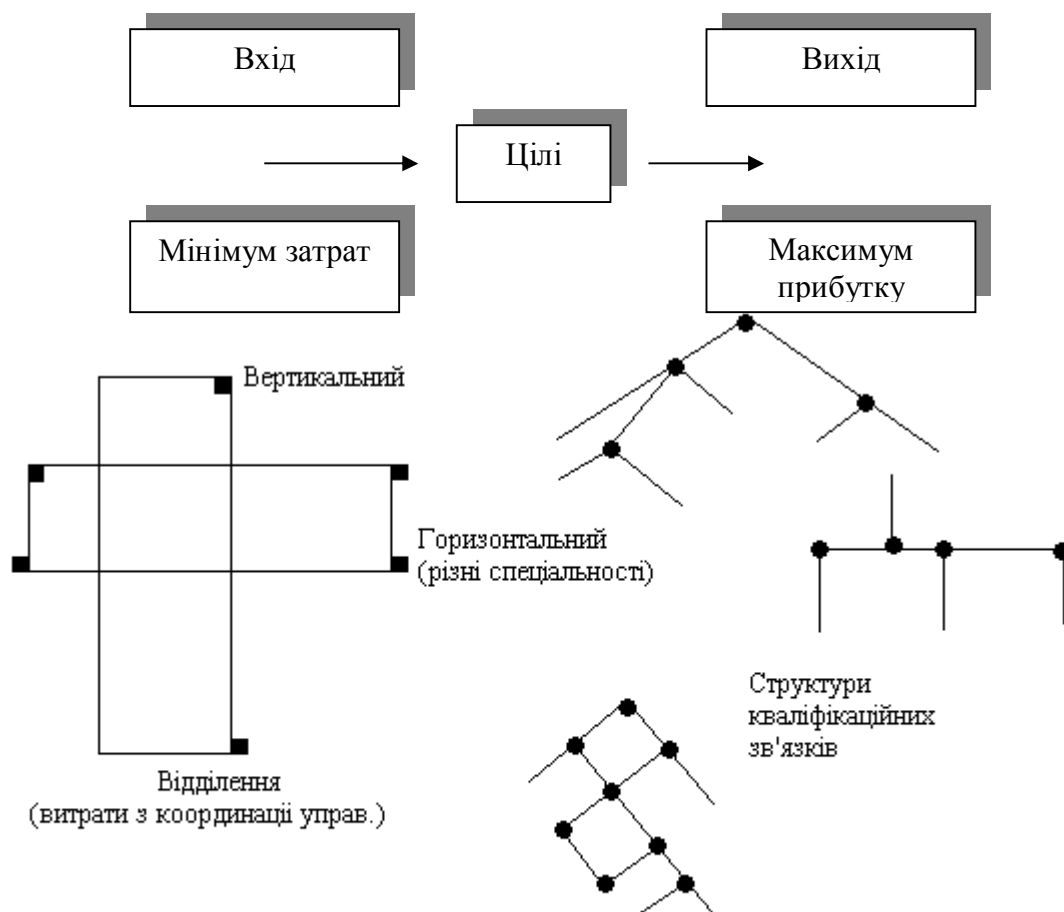 Вхід
Вихід
Цілі
Мінімум затрат
Максимум
прибутку
Вертикальний
Горизонтальний
(різні спеціальності)
Структури
кваліфікаційних
зв'язків
Відділення
(витрати з координації управ.)